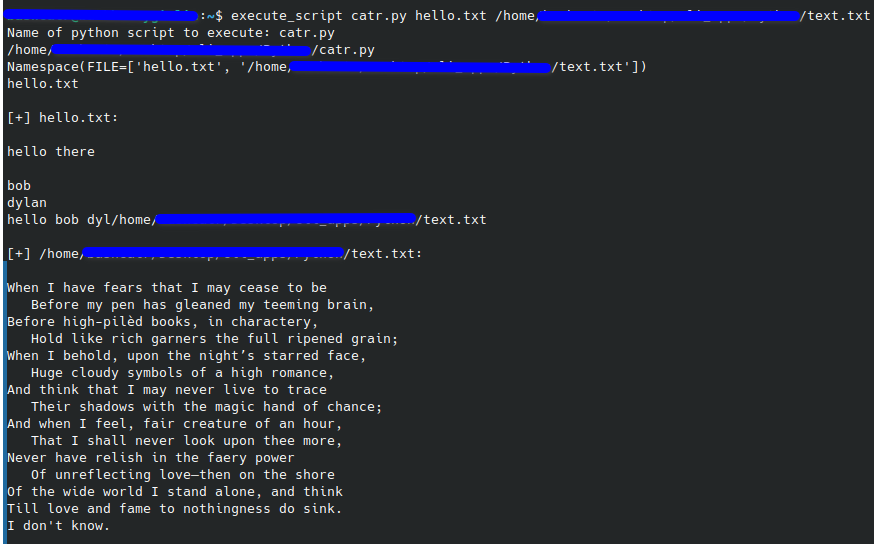 :~$ execute_script catr.py hello.txt /home/ /text.txt
Name of python script to execute: catr.py
/home/ /catr.py
Namespace(FILE=['hello.txt', '/home/ /text.txt'])
hello.txt
[+] hello.txt:
hello there
bob
dylan
hello bob dyl/home/ /text.txt
[+] /home/ /text.txt:
When I have fears that I may cease to be
Before my pen has gleaned my teeming brain,
Before high-pilèd books, in charactery,
Hold like rich garners the full ripened grain;
When I behold, upon the night’s starred face,
Huge cloudy symbols of a high romance,
And think that I may never live to trace
Their shadows with the magic hand of chance;
And when I feel, fair creature of an hour,
That I shall never look upon thee more,
Never have relish in the faery power
Of unreflecting love—then on the shore
Of the wide world I stand alone, and think
Till love and fame to nothingness do sink.
I don't know.